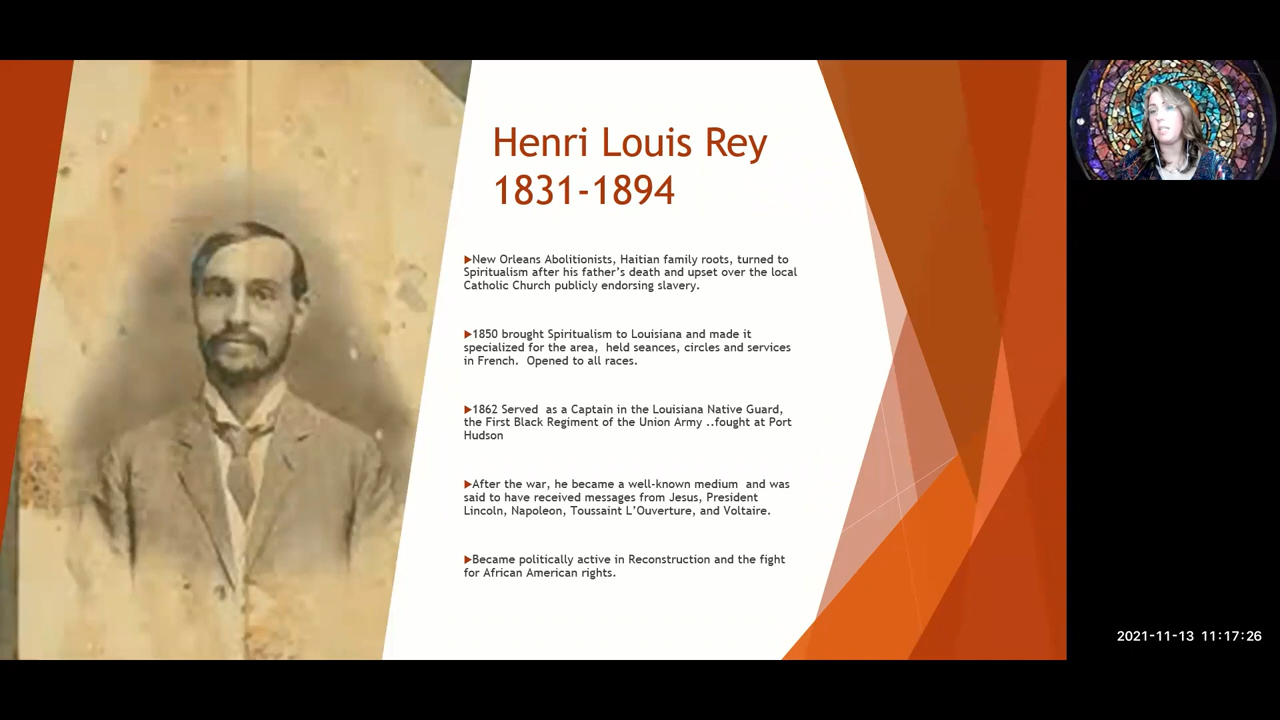 Henri Louis Rey
1831-1894
▶New Orleans Abolitionists, Haitian family roots, turned to
Spiritualism after his father's death and upset over the local
Catholic Church publicly endorsing slavery.
▶1850 brought Spiritualism to Louisiana and made it
specialized for the area,  held seances, circles and services
in French.  Opened to all races.
▶1862 Served  as a Captain in the Louisiana Native Guard,
the First Black Regiment of the Union Army ..fought at Port
Hudson
▶After the war, he became a well-known medium  and was
said to have received messages from Jesus, President
Lincoln, Napoleon, Toussaint L'Ouverture, and Voltaire.
▶Became politically active in Reconstruction and the fight
for African American rights.
2021-11-13 11:17:26